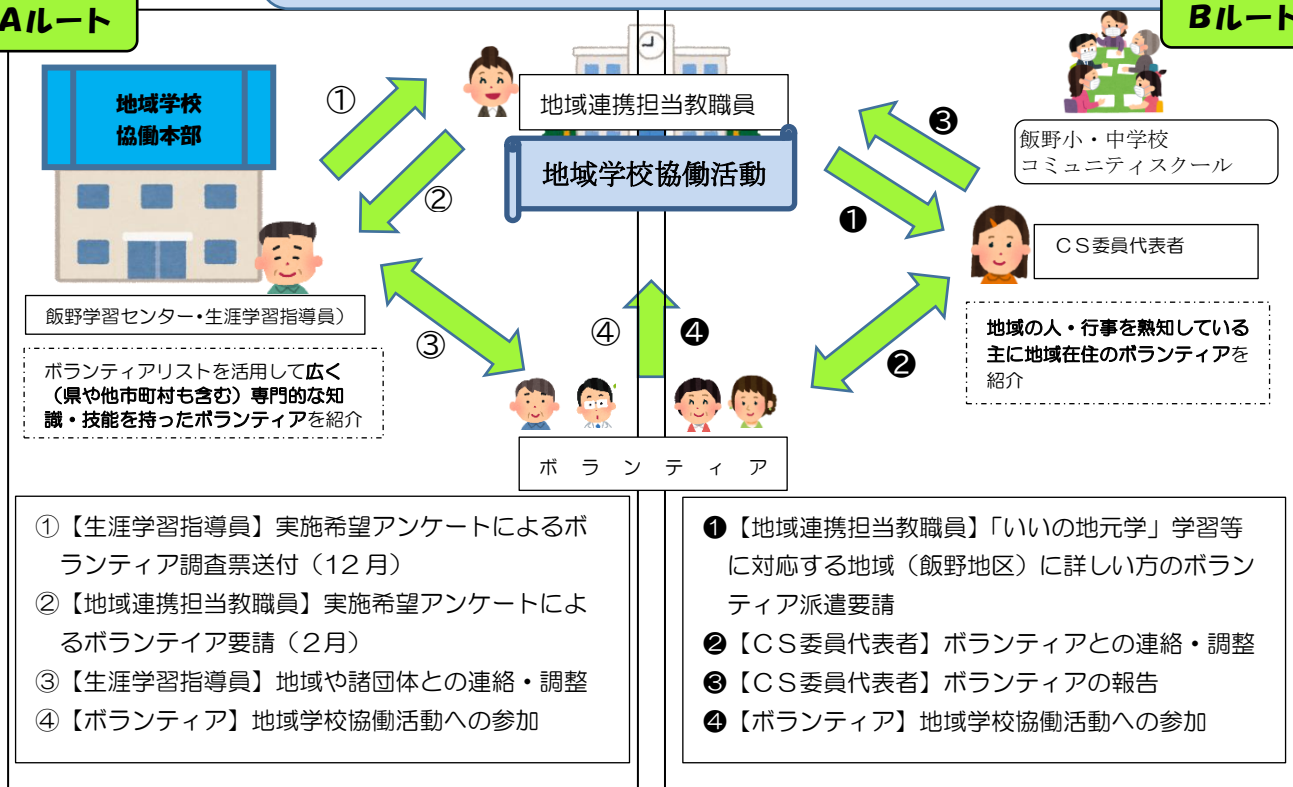 Aルート
Bルート
地域学校
協働本部
①
②
地域連携担当教職員
地域学校協働活動
❸
❶
飯野小・中学校
コミュニティスクール
CS委員代表者
飯野学習センター・生涯学習指導員)
③
④
❹
❷
ボランティアリストを活用して広く
(県や他市町村も含む)専門的な知
識・技能を持ったボランティアを紹介
地域の人・行事を熟知している
主に地域在住のボランティアを
紹介
ボ ラ ン テ ィ ア
①【生涯学習指導員】実施希望アンケートによるボ
ランティア調査票送付(12月)
②【地域連携担当教職員】実施希望アンケートによ
るボランテイア要請(2月)
③【生涯学習指導員】地域や諸団体との連絡・調整
④【ボランティア】地域学校協働活動への参加
❶【地域連携担当教職員】「いいの地元学」学習等
に対応する地域(飯野地区)に詳しい方のボラン
ティア派遣要請
❷【CS委員代表者】ボランティアとの連絡・調整
❸【CS委員代表者】ボランティアの報告
❹【ボランティア】地域学校協働活動への参加